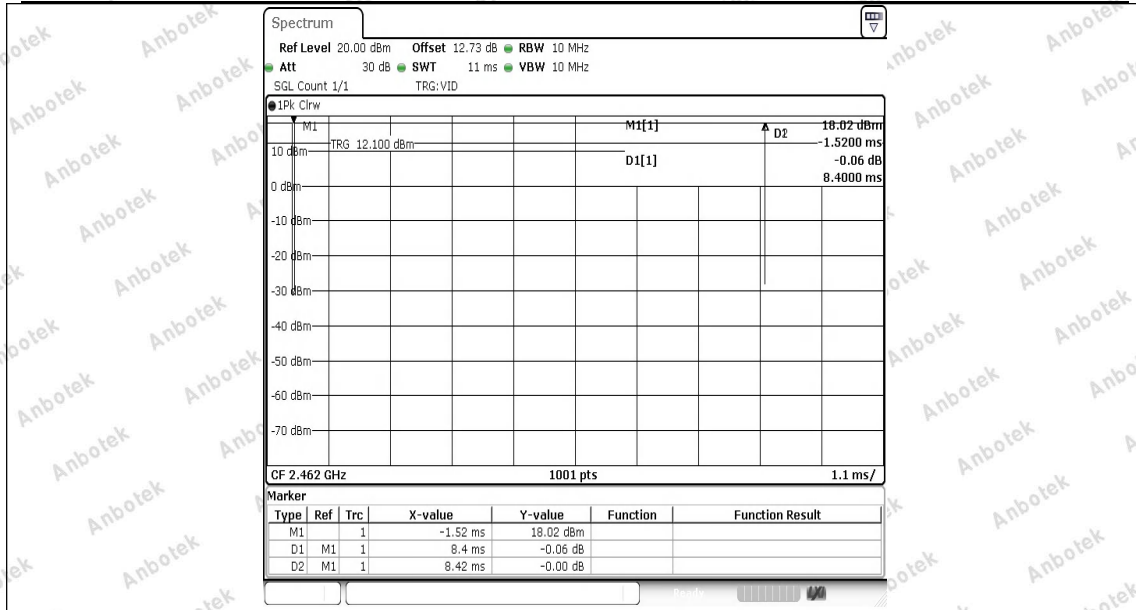 Spectrum
Ref Level 20.00 dBm Offset 12.73 dB RBW 10 MHz
Att 30 dB SWT 11 ms VBW 10 MHz
SGL Count 1/1 TRG:VID
1Pk Clrw
M1 M1[1] D2 18.02 dBm
-1.5200 ms
TRG 12.100 dBm
10 dBm D1[1] -0.06 dB
8.4000 ms
0 dBm
-10 dBm
-20 dBm
-30 dBm
-40 dBm
-50 dBm
-60 dBm
-70 dBm
CF 2.462 GHz 1001 pts 1.1 ms/
Marker
Type Ref Trc X-value Y-value Function Function Result
M1 1 -1.52 ms 18.02 dBm
D1 M1 1 8.4 ms -0.06 dB
D2 M1 1 8.42 ms -0.00 dB
Ready
Anbotek